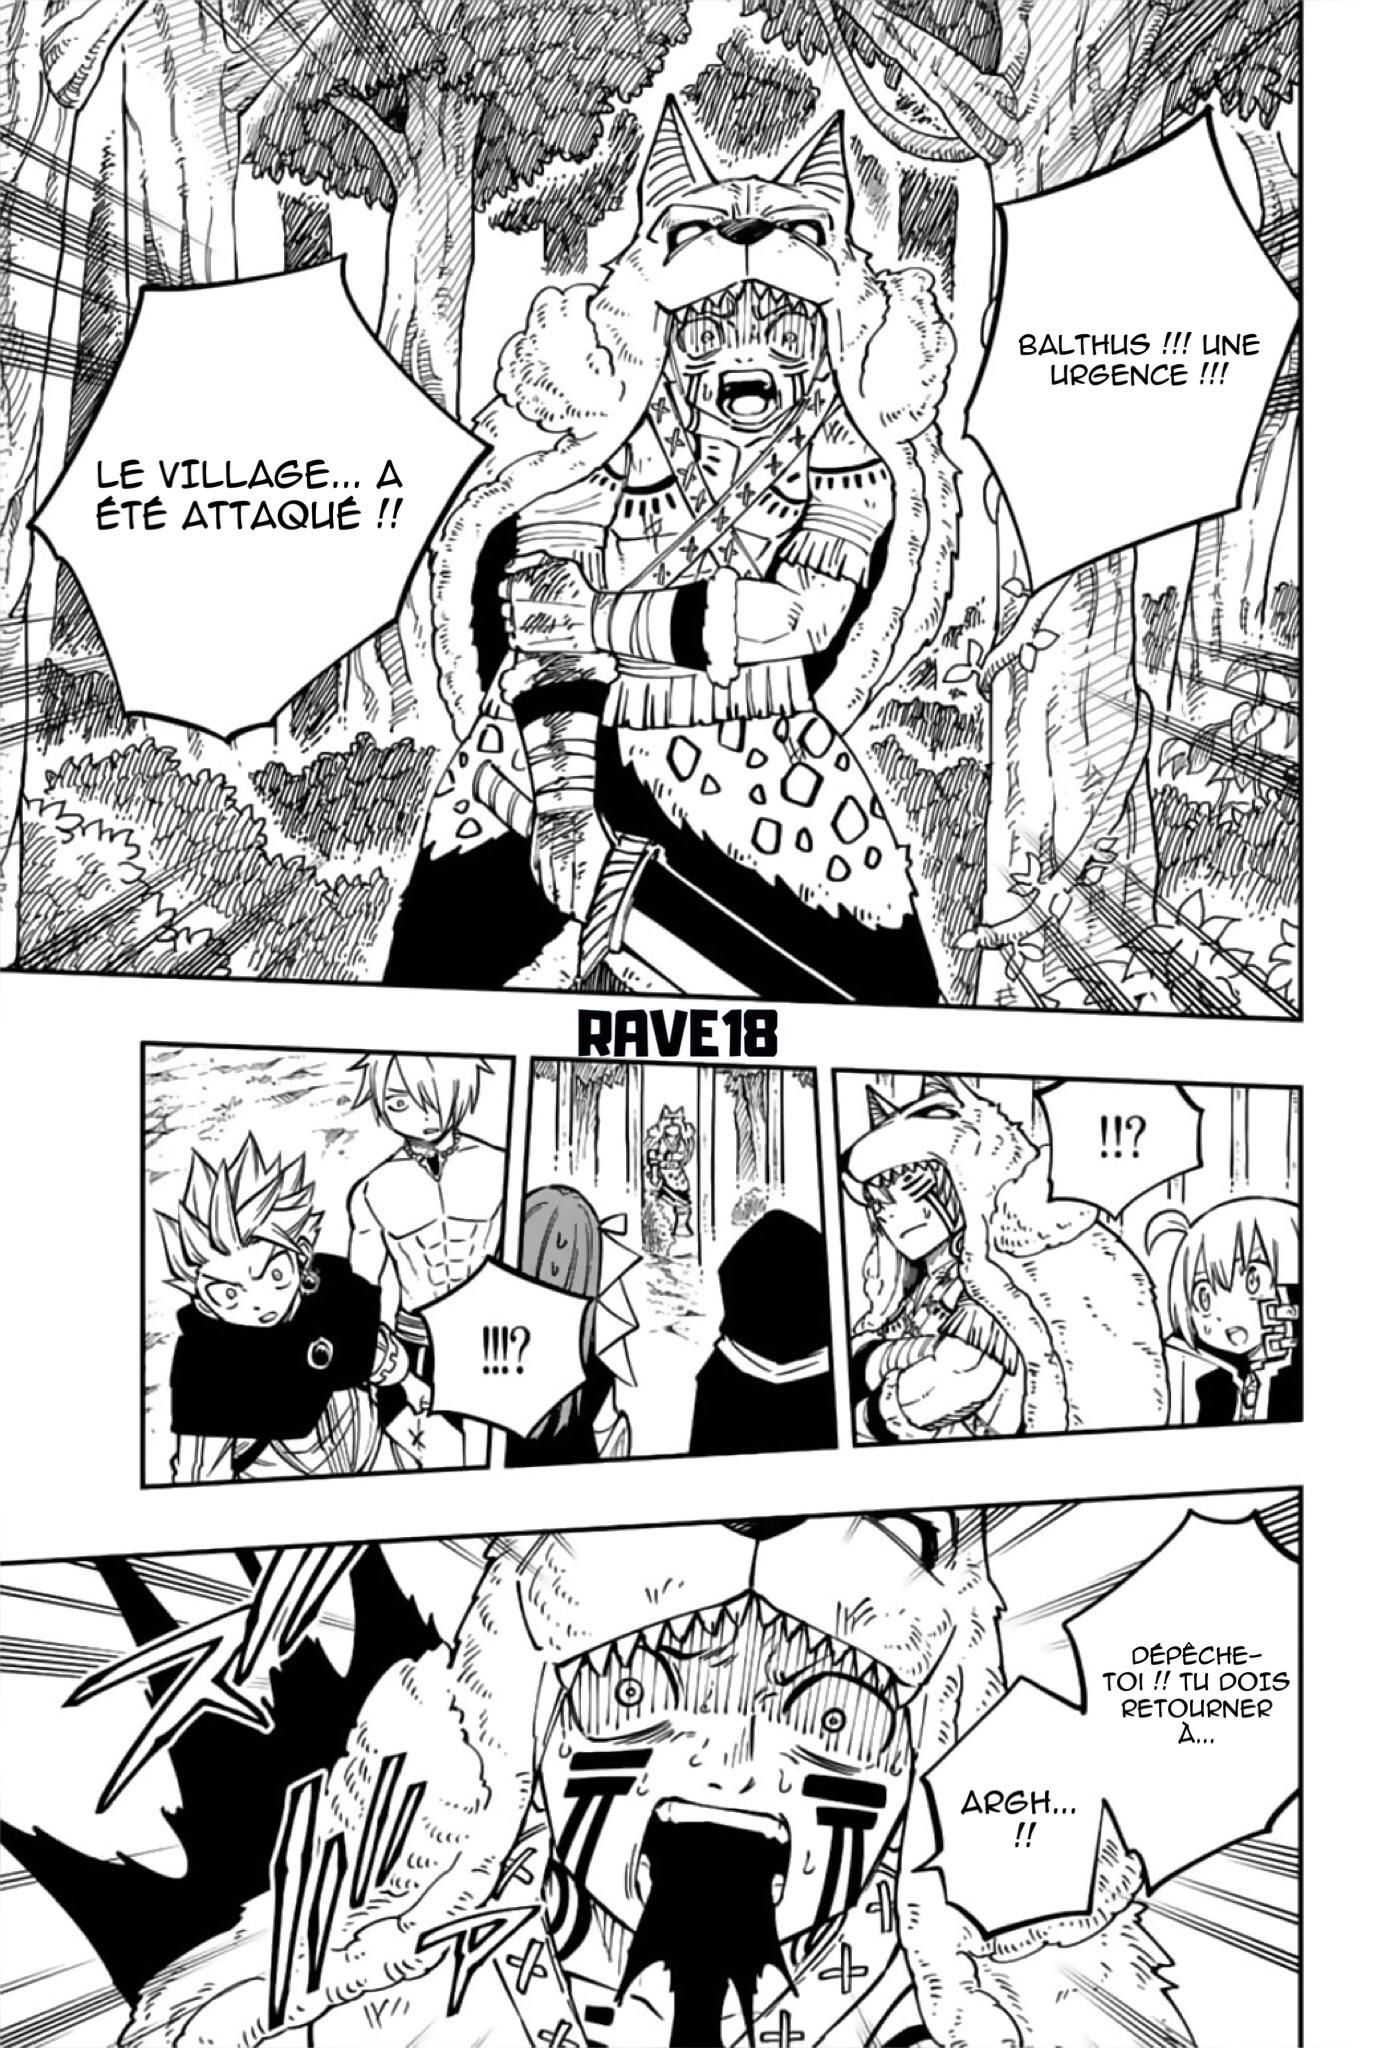 BALTHUS !!! UNE
URGENCE !!!
LE VILLAGE... A
ÉTÉ ATTAQUÉ !!
RAVE18
!!?
!!!?
DÉPÊCHE-
TOI !! TU DOIS
RETOURNER
À...
ARGH...
!!